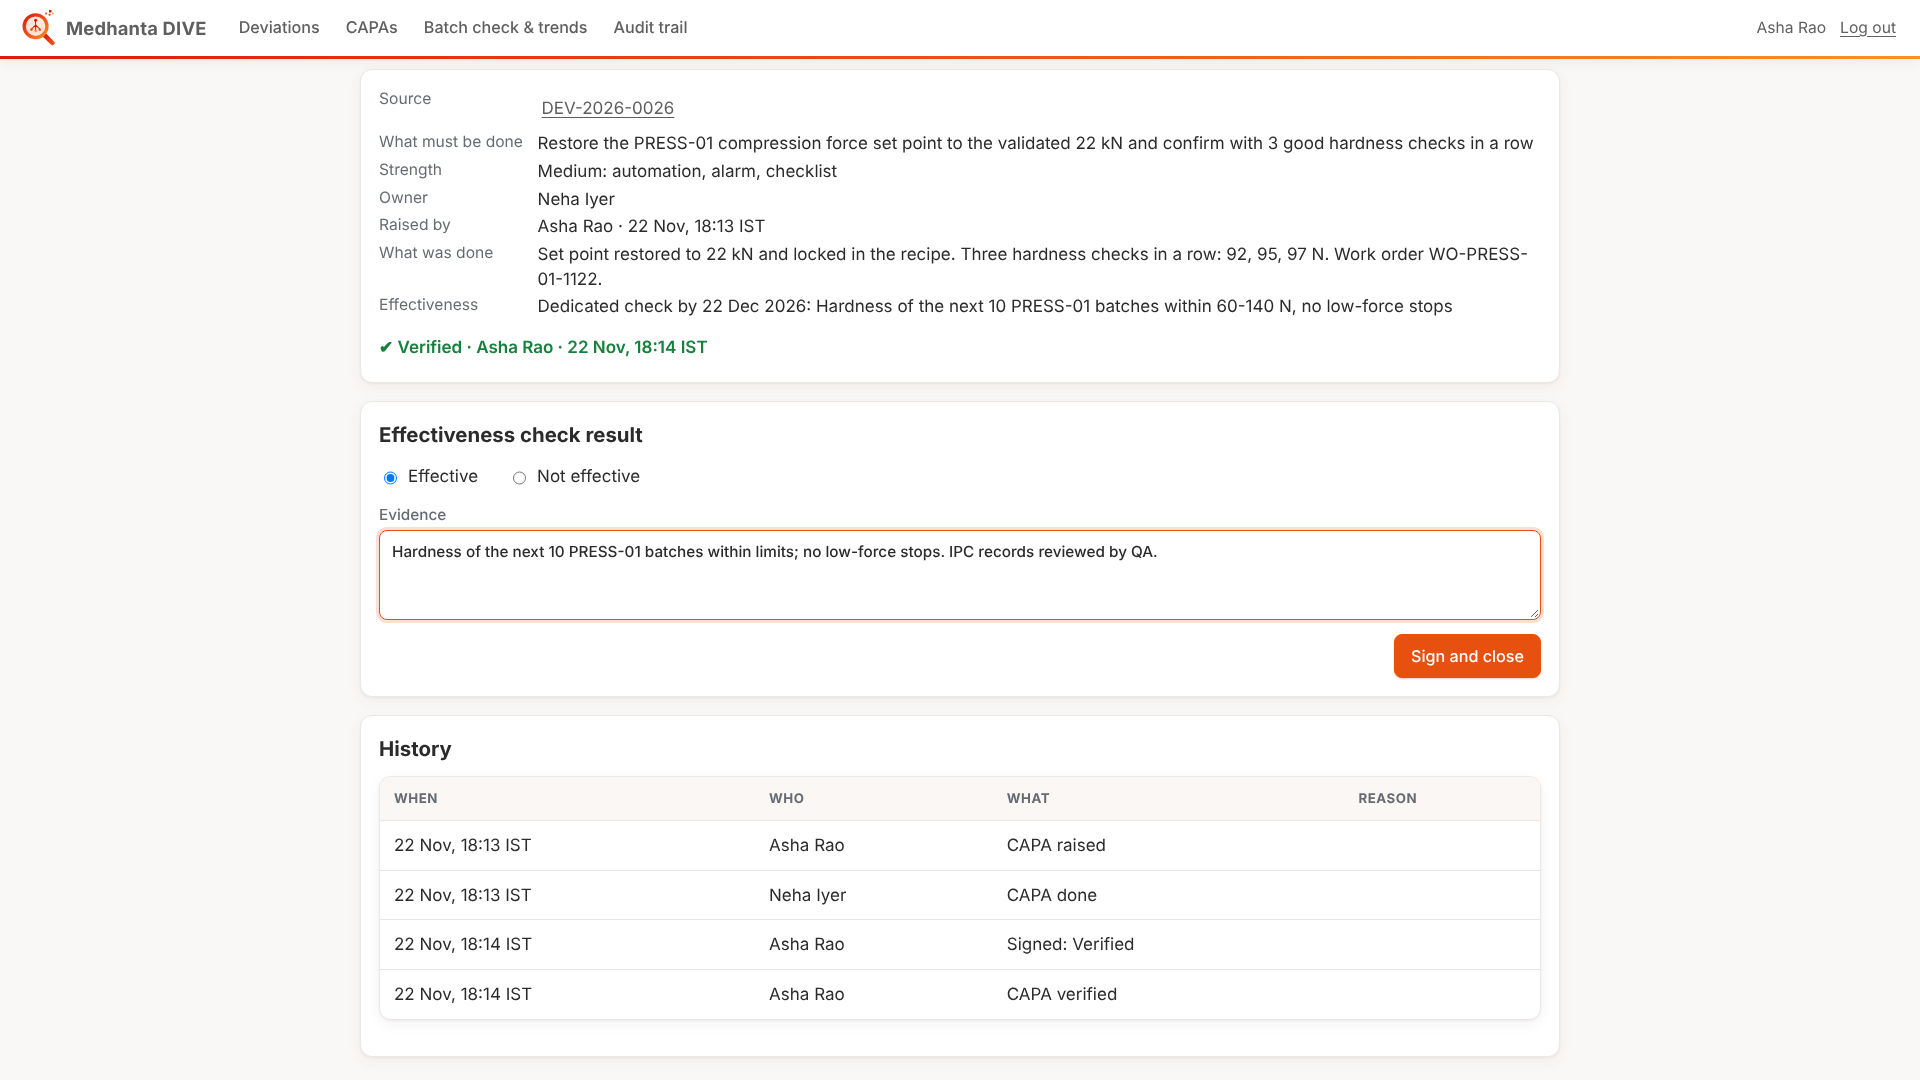 Medhanta DIVE
Deviations
CAPAs
Batch check & trends
Audit trail
Asha Rao
Log out
Source
DEV-2026-0026
What must be done
Restore the PRESS-01 compression force set point to the validated 22 kN and confirm with 3 good hardness checks in a row
Strength
Medium: automation, alarm, checklist
Owner
Neha Iyer
Raised by
Asha Rao · 22 Nov, 18:13 IST
What was done
Set point restored to 22 kN and locked in the recipe. Three hardness checks in a row: 92, 95, 97 N. Work order WO-PRESS-
01-1122.
Effectiveness
Dedicated check by 22 Dec 2026: Hardness of the next 10 PRESS-01 batches within 60-140 N, no low-force stops
✔ Verified · Asha Rao · 22 Nov, 18:14 IST
Effectiveness check result
Effective
Not effective
Evidence
Hardness of the next 10 PRESS-01 batches within limits; no low-force stops. IPC records reviewed by QA.
Sign and close
History
WHEN WHO WHAT REASON
22 Nov, 18:13 IST Asha Rao CAPA raised
22 Nov, 18:13 IST Neha Iyer CAPA done
22 Nov, 18:14 IST Asha Rao Signed: Verified
22 Nov, 18:14 IST Asha Rao CAPA verified